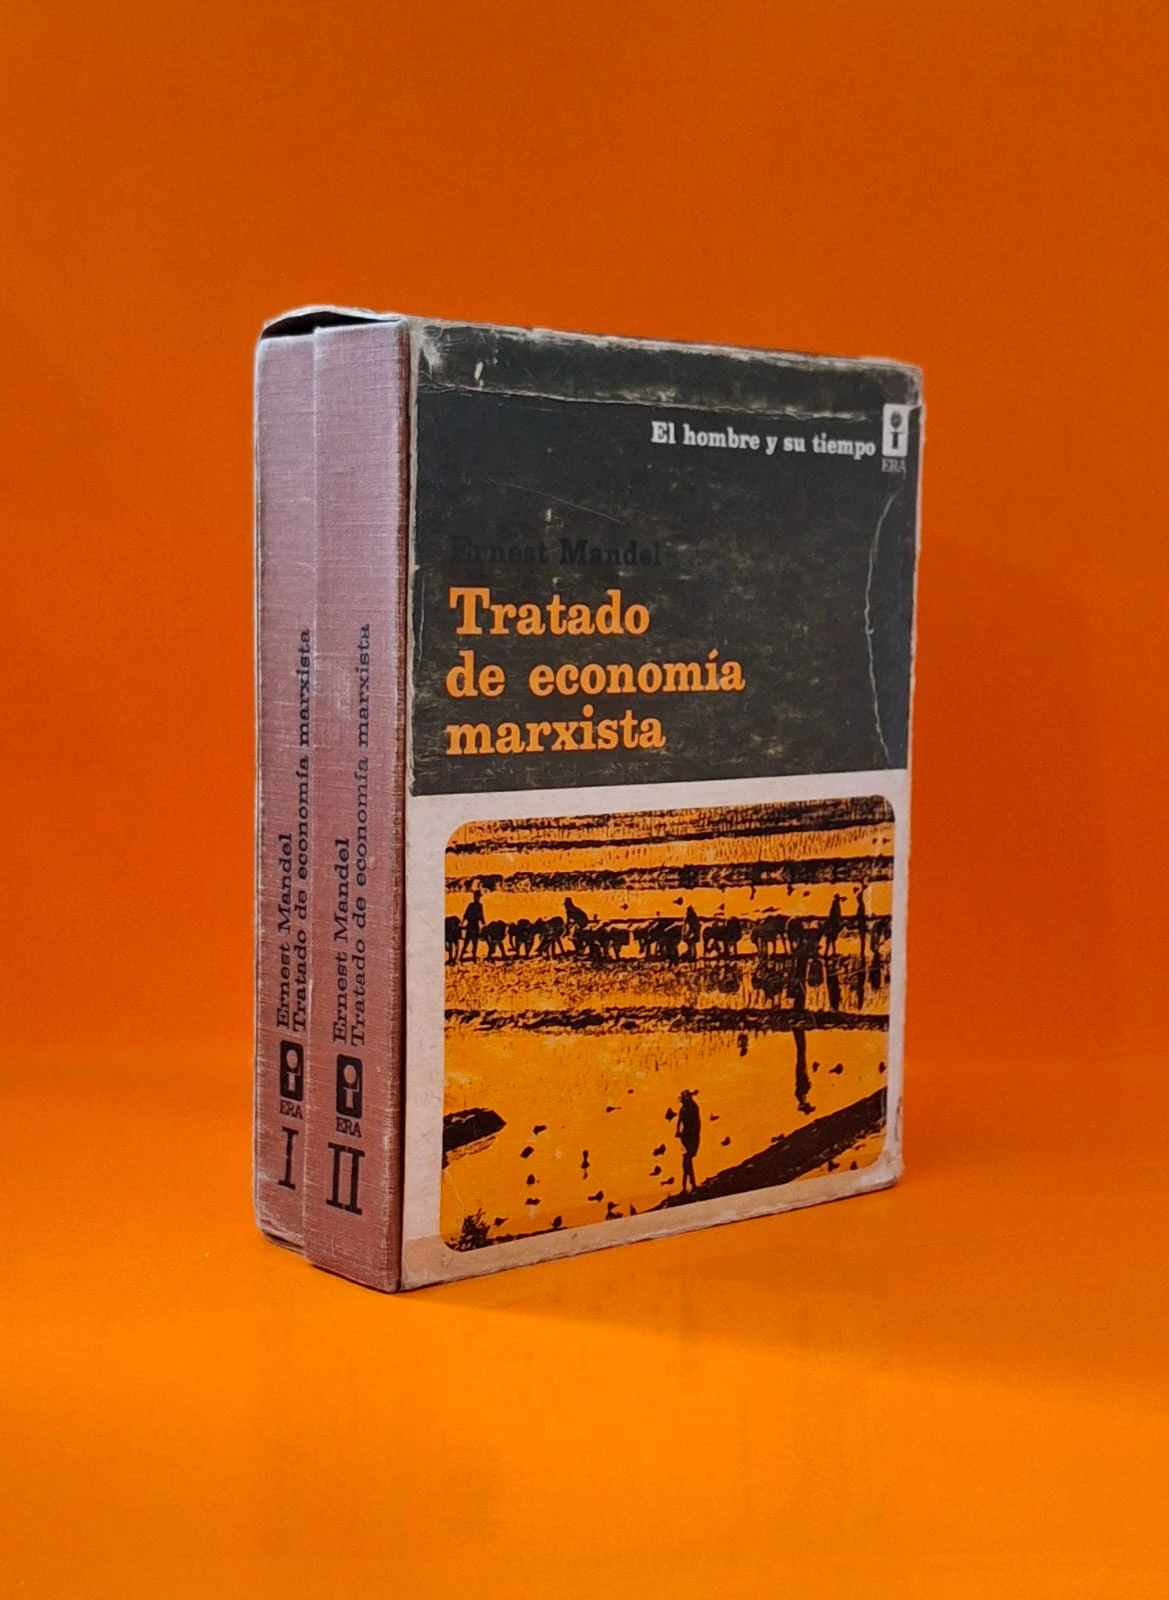 El hombre y su tiempo
ERA
Ernest Mandel
Tratado
de economía
marxista
Ernest Mandel
Tratado de economía marxista
ERA
I
Ernest Mandel
Tratado de economía marxista
ERA
II